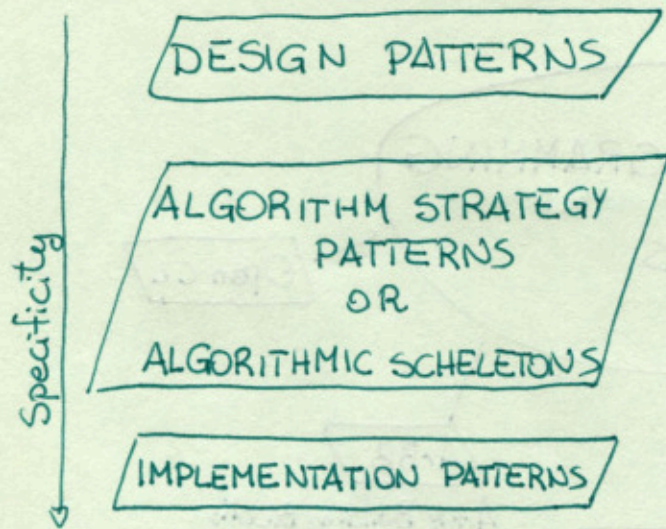 DESIGN PATTERNS
ALGORITHM STRATEGY
PATTERNS
OR
ALGORITHMIC SCHELETONS
IMPLEMENTATION PATTERNS
Specificity